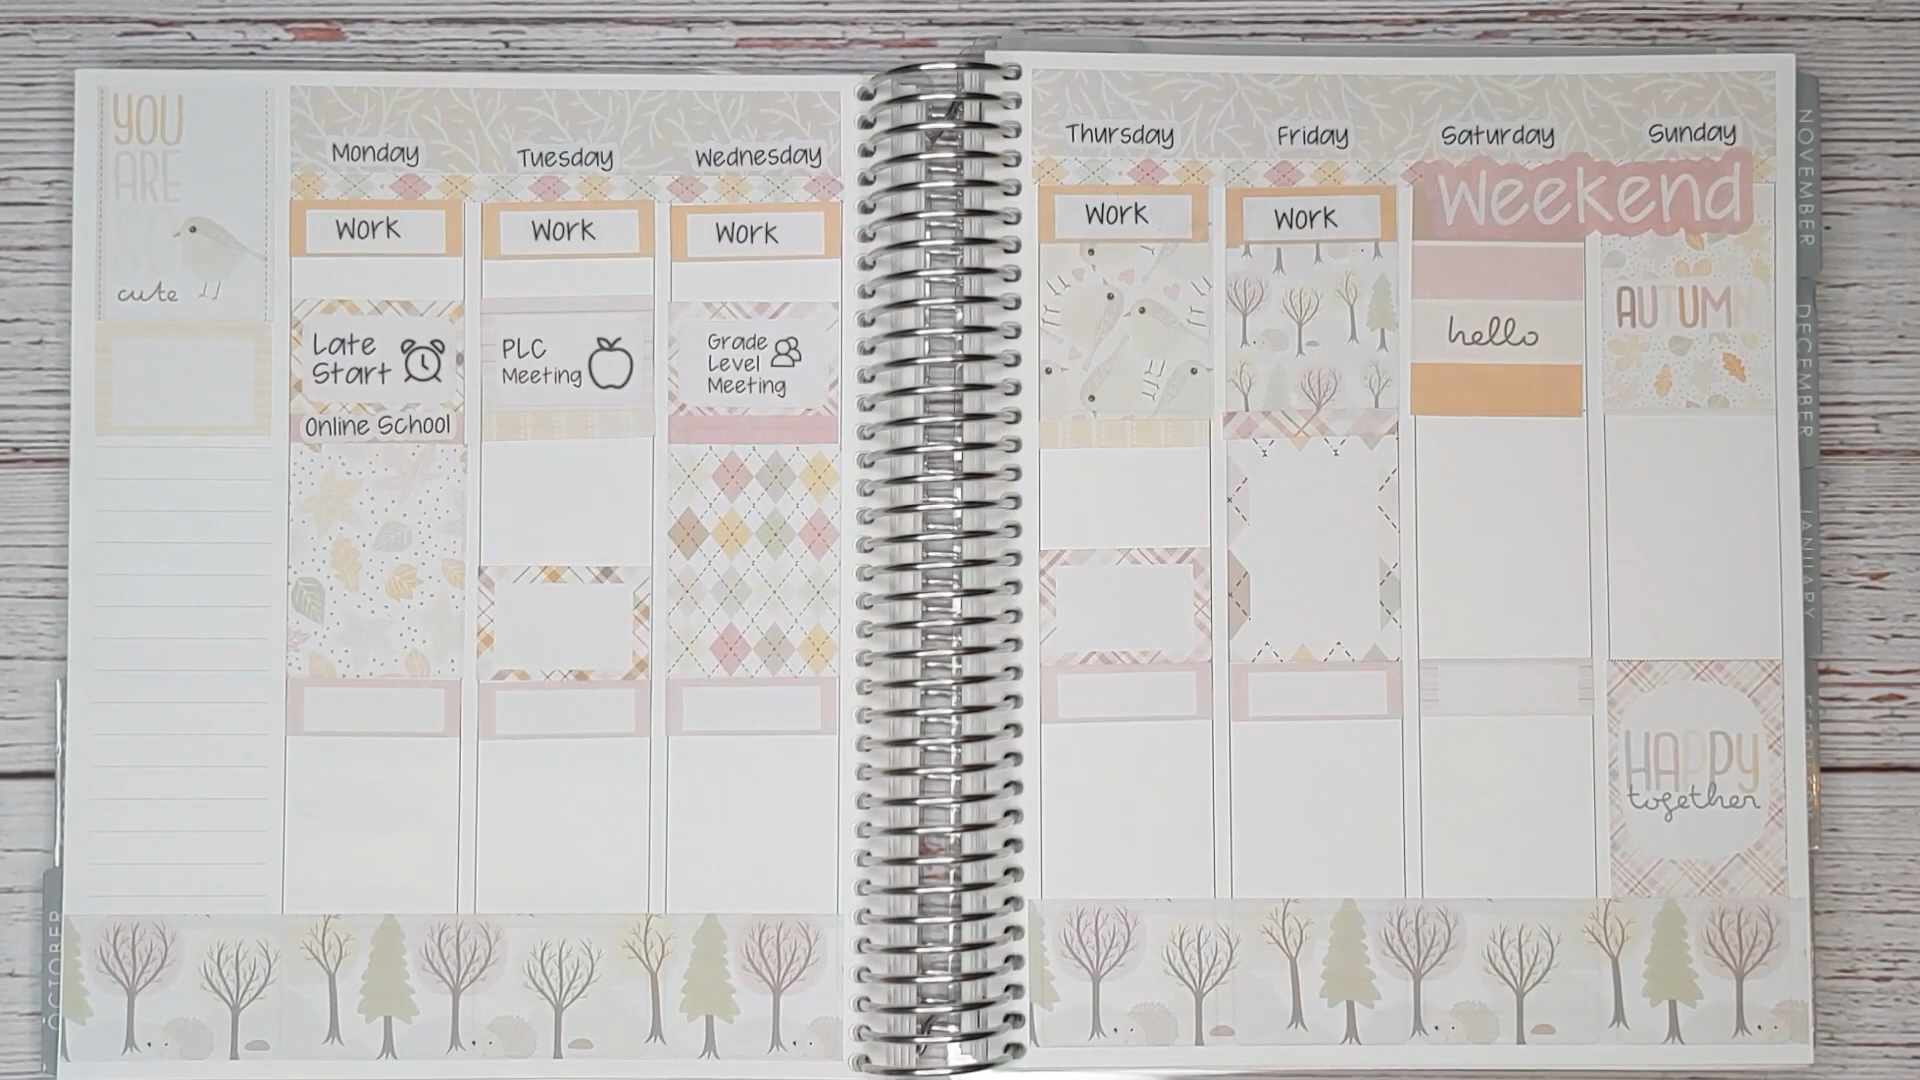 YOU
ARE
SO
cute
Monday
Tuesday
Wednesday
Work
Work
Work
Late
Start
PLC
Meeting
Grade
Level
Meeting
Online School
Thursday
Friday
Saturday
Sunday
Weekend
Work
Work
hello
AUTUMN
HAPPY
together
OCTOBER
NOVEMBER
DECEMBER
JANUARY